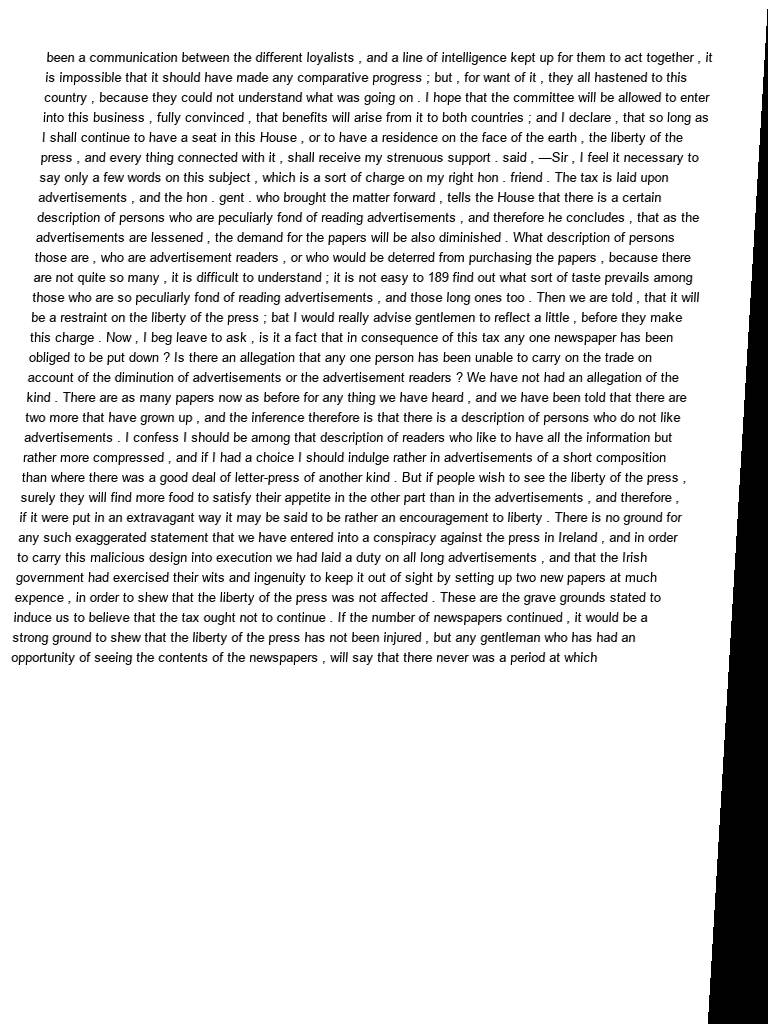 been a communication between the different loyalists , and a line of intelligence kept up for them to act together , it
is impossible that it should have made any comparative progress ; but , for want of it , they all hastened to this
country , because they could not understand what was going on . I hope that the committee will be allowed to enter
into this business , fully convinced , that benefits will arise from it to both countries ; and I declare , that so long as
I shall continue to have a seat in this House , or to have a residence on the face of the earth , the liberty of the
press , and every thing connected with it , shall receive my strenuous support . said , —Sir , I feel it necessary to
say only a few words on this subject , which is a sort of charge on my right hon . friend . The tax is laid upon
advertisements , and the hon . gent . who brought the matter forward , tells the House that there is a certain
description of persons who are peculiarly fond of reading advertisements , and therefore he concludes , that as the
advertisements are lessened , the demand for the papers will be also diminished . What description of persons
those are , who are advertisement readers , or who would be deterred from purchasing the papers , because there
are not quite so many , it is difficult to understand ; it is not easy to 189 find out what sort of taste prevails among
those who are so peculiarly fond of reading advertisements , and those long ones too . Then we are told , that it will
be a restraint on the liberty of the press ; bat I would really advise gentlemen to reflect a little , before they make
this charge . Now , I beg leave to ask , is it a fact that in consequence of this tax any one newspaper has been
obliged to be put down ? Is there an allegation that any one person has been unable to carry on the trade on
account of the diminution of advertisements or the advertisement readers ? We have not had an allegation of the
kind . There are as many papers now as before for any thing we have heard , and we have been told that there are
two more that have grown up , and the inference therefore is that there is a description of persons who do not like
advertisements . I confess I should be among that description of readers who like to have all the information but
rather more compressed , and if I had a choice I should indulge rather in advertisements of a short composition
than where there was a good deal of letter-press of another kind . But if people wish to see the liberty of the press ,
surely they will find more food to satisfy their appetite in the other part than in the advertisements , and therefore ,
if it were put in an extravagant way it may be said to be rather an encouragement to liberty . There is no ground for
any such exaggerated statement that we have entered into a conspiracy against the press in Ireland , and in order
to carry this malicious design into execution we had laid a duty on all long advertisements , and that the Irish
government had exercised their wits and ingenuity to keep it out of sight by setting up two new papers at much
expence , in order to shew that the liberty of the press was not affected . These are the grave grounds stated to
induce us to believe that the tax ought not to continue . If the number of newspapers continued , it would be a
strong ground to shew that the liberty of the press has not been injured , but any gentleman who has had an
opportunity of seeing the contents of the newspapers , will say that there never was a period at which